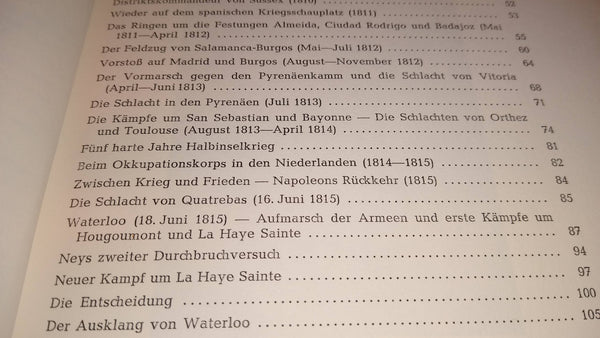 Distriktskommandeur von Sussex (1810) .......... 52
Wieder auf dem spanischen Kriegsschauplatz (1811) .......... 53
Das Ringen um die Festungen Almeida, Ciudad Rodrigo und Badajoz (Mai
1811—April 1812) .......... 55
Der Feldzug von Salamanca-Burgos (Mai—Juli 1812) .......... 60
Vorstoß auf Madrid und Burgos (August—November 1812) .......... 64
Der Vormarsch gegen den Pyrenäenkamm und die Schlacht von Vitoria
(April—Juni 1813) .......... 68
Die Schlacht in den Pyrenäen (Juli 1813) .......... 71
Die Kämpfe um San Sebastian und Bayonne — Die Schlachten von Orthez
und Toulouse (August 1813—April 1814) .......... 74
Fünf harte Jahre Halbinselkrieg .......... 81
Beim Okkupationskorps in den Niederlanden (1814—1815) .......... 82
Zwischen Krieg und Frieden — Napoleons Rückkehr (1815) .......... 84
Die Schlacht von Quatrebas (16. Juni 1815) .......... 85
Waterloo (18. Juni 1815) — Aufmarsch der Armeen und erste Kämpfe um
Hougoumont und La Haye Sainte .......... 87
Neys zweiter Durchbruchversuch .......... 94
Neuer Kampf um La Haye Sainte .......... 97
Die Entscheidung .......... 100
Der Ausklang von Waterloo .......... 105